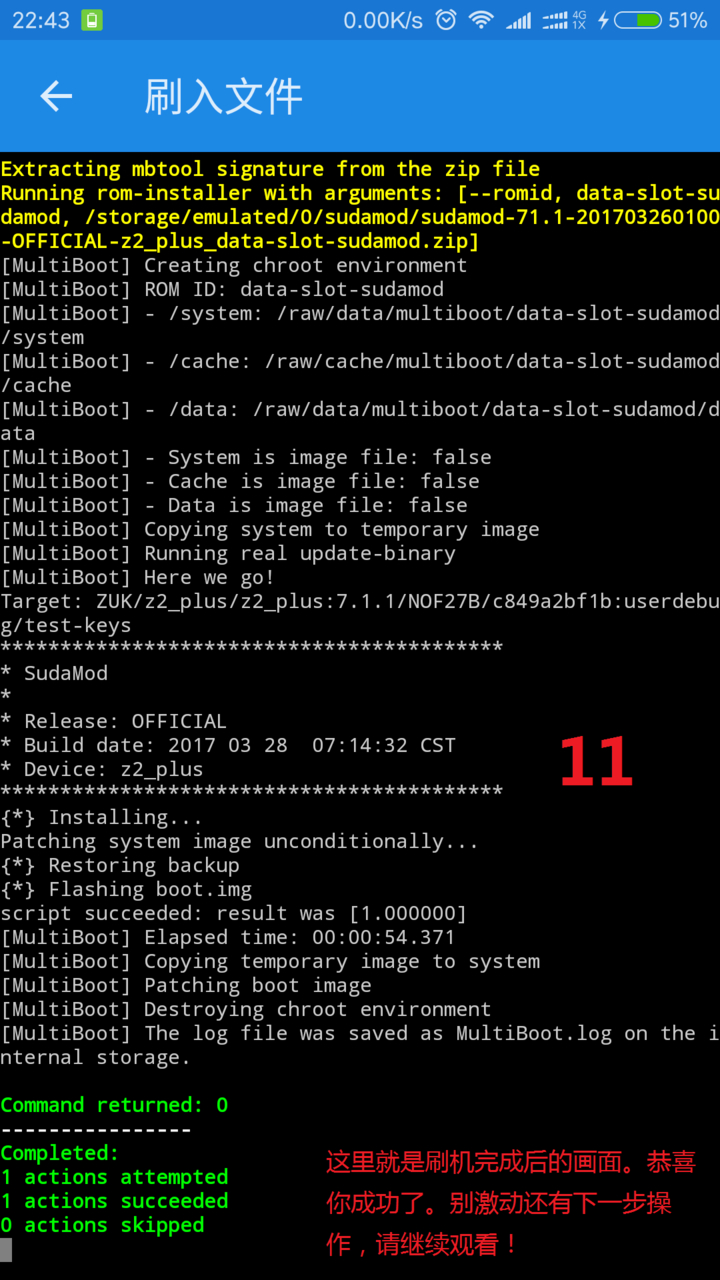 22:43 0.00K/s 4G 1X 51%
刷入文件
Extracting mbtool signature from the zip file
Running rom-installer with arguments: [--romid, data-slot-su
damod, /storage/emulated/0/sudamod/sudamod-71.1-201703260100
-OFFICIAL-z2_plus_data-slot-sudamod.zip]
[MultiBoot] Creating chroot environment
[MultiBoot] ROM ID: data-slot-sudamod
[MultiBoot] - /system: /raw/data/multiboot/data-slot-sudamod
/system
[MultiBoot] - /cache: /raw/cache/multiboot/data-slot-sudamod
/cache
[MultiBoot] - /data: /raw/data/multiboot/data-slot-sudamod/d
ata
[MultiBoot] - System is image file: false
[MultiBoot] - Cache is image file: false
[MultiBoot] - Data is image file: false
[MultiBoot] Copying system to temporary image
[MultiBoot] Running real update-binary
[MultiBoot] Here we go!
Target: ZUK/z2_plus/z2_plus:7.1.1/NOF27B/c849a2bf1b:userdebu
g/test-keys
******************************************
* SudaMod
*
* Release: OFFICIAL
* Build date: 2017 03 28  07:14:32 CST
* Device: z2_plus
******************************************
11
{*} Installing...
Patching system image unconditionally...
{*} Restoring backup
{*} Flashing boot.img
script succeeded: result was [1.000000]
[MultiBoot] Elapsed time: 00:00:54.371
[MultiBoot] Copying temporary image to system
[MultiBoot] Patching boot image
[MultiBoot] Destroying chroot environment
[MultiBoot] The log file was saved as MultiBoot.log on the i
nternal storage.
Command returned: 0
----------------
Completed:
1 actions attempted
1 actions succeeded
0 actions skipped
这里就是刷机完成后的画面。恭喜
你成功了。别激动还有下一步操
作，请继续观看！